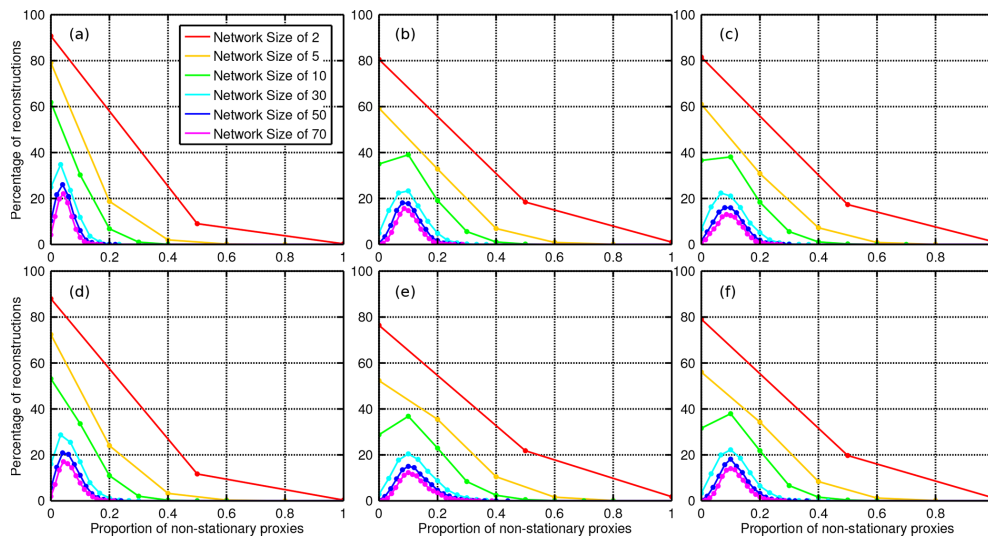 100
80
60
40
20
0
Percentage of reconstructions
(a)
Network Size of 2
Network Size of 5
Network Size of 10
Network Size of 30
Network Size of 50
Network Size of 70
0 0.2 0.4 0.6 0.8 1
100
80
60
40
20
0
(b)
0 0.2 0.4 0.6 0.8 1
100
80
60
40
20
0
(c)
0 0.2 0.4 0.6 0.8
100
80
60
40
20
0
Percentage of reconstructions
(d)
0 0.2 0.4 0.6 0.8 1
Proportion of non-stationary proxies
100
80
60
40
20
0
(e)
0 0.2 0.4 0.6 0.8 1
Proportion of non-stationary proxies
100
80
60
40
20
0
(f)
0 0.2 0.4 0.6 0.8
Proportion of non-stationary proxies